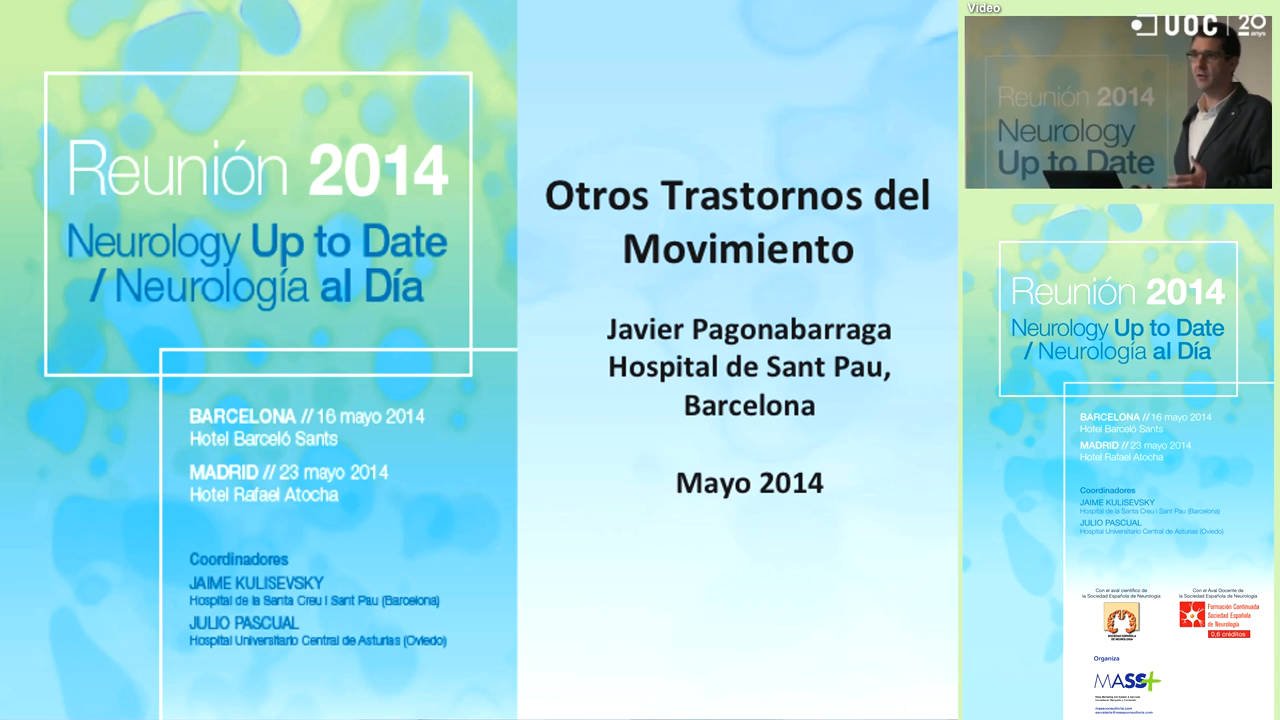 Reunión 2014
Neurology Up to Date
/ Neurología al Día
BARCELONA // 16 mayo 2014
Hotel Barceló Sants
MADRID // 23 mayo 2014
Hotel Rafael Atocha
Coordinadores
JAIME KULISEVSKY
Hospital de la Santa Creu i Sant Pau (Barcelona)
JULIO PASCUAL
Hospital Universitario Central de Asturias (Oviedo)
Otros Trastornos del
Movimiento
Javier Pagonabarraga
Hospital de Sant Pau,
Barcelona
Mayo 2014
Video
UOC 20
anys
Reunión 2014
Neurology
Up to Date
Reunión 2014
Neurology Up to Date
/ Neurología al Día
BARCELONA // 16 mayo 2014
Hotel Barceló Sants
MADRID // 23 mayo 2014
Hotel Rafael Atocha
Coordinadores
JAIME KULISEVSKY
Hospital de la Santa Creu i Sant Pau (Barcelona)
JULIO PASCUAL
Hospital Universitario Central de Asturias (Oviedo)
Con el aval científico de
la Sociedad Española de Neurología
SOCIEDAD ESPAÑOLA
DE NEUROLOGÍA
Con el Aval Docente de
la Sociedad Española de Neurología
Formación Continuada
Sociedad Española
de Neurología
0,6 créditos
Organiza
MASS+